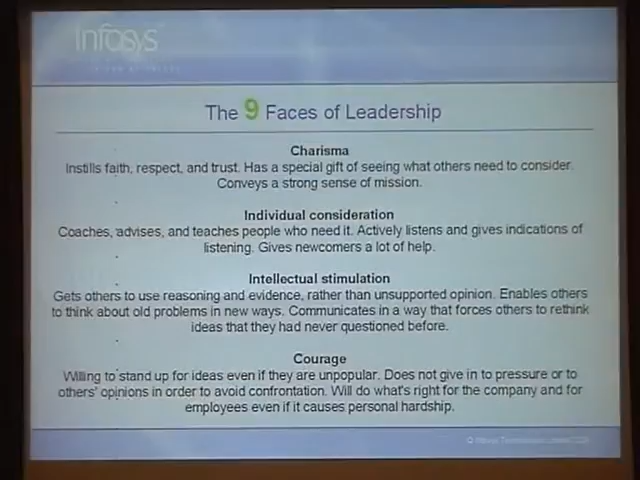 Infosys
The 9 Faces of Leadership
Charisma
Instills faith, respect, and trust. Has a special gift of seeing what others need to consider.
Conveys a strong sense of mission.
Individual consideration
Coaches, advises, and teaches people who need it. Actively listens and gives indications of
listening. Gives newcomers a lot of help.
Intellectual stimulation
Gets others to use reasoning and evidence, rather than unsupported opinion. Enables others
to think about old problems in new ways. Communicates in a way that forces others to rethink
ideas that they had never questioned before.
Courage
Willing to stand up for ideas even if they are unpopular. Does not give in to pressure or to
others' opinions in order to avoid confrontation. Will do what's right for the company and for
employees even if it causes personal hardship.